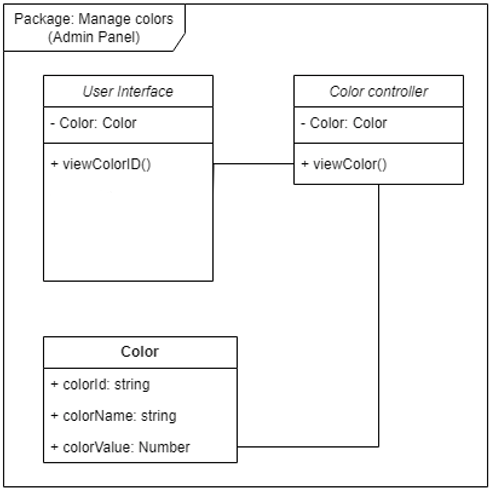 Package: Manage colors
(Admin Panel)
User Interface
- Color: Color
+ viewColorID()
Color controller
- Color: Color
+ viewColor()
Color
+ colorId: string
+ colorName: string
+ colorValue: Number